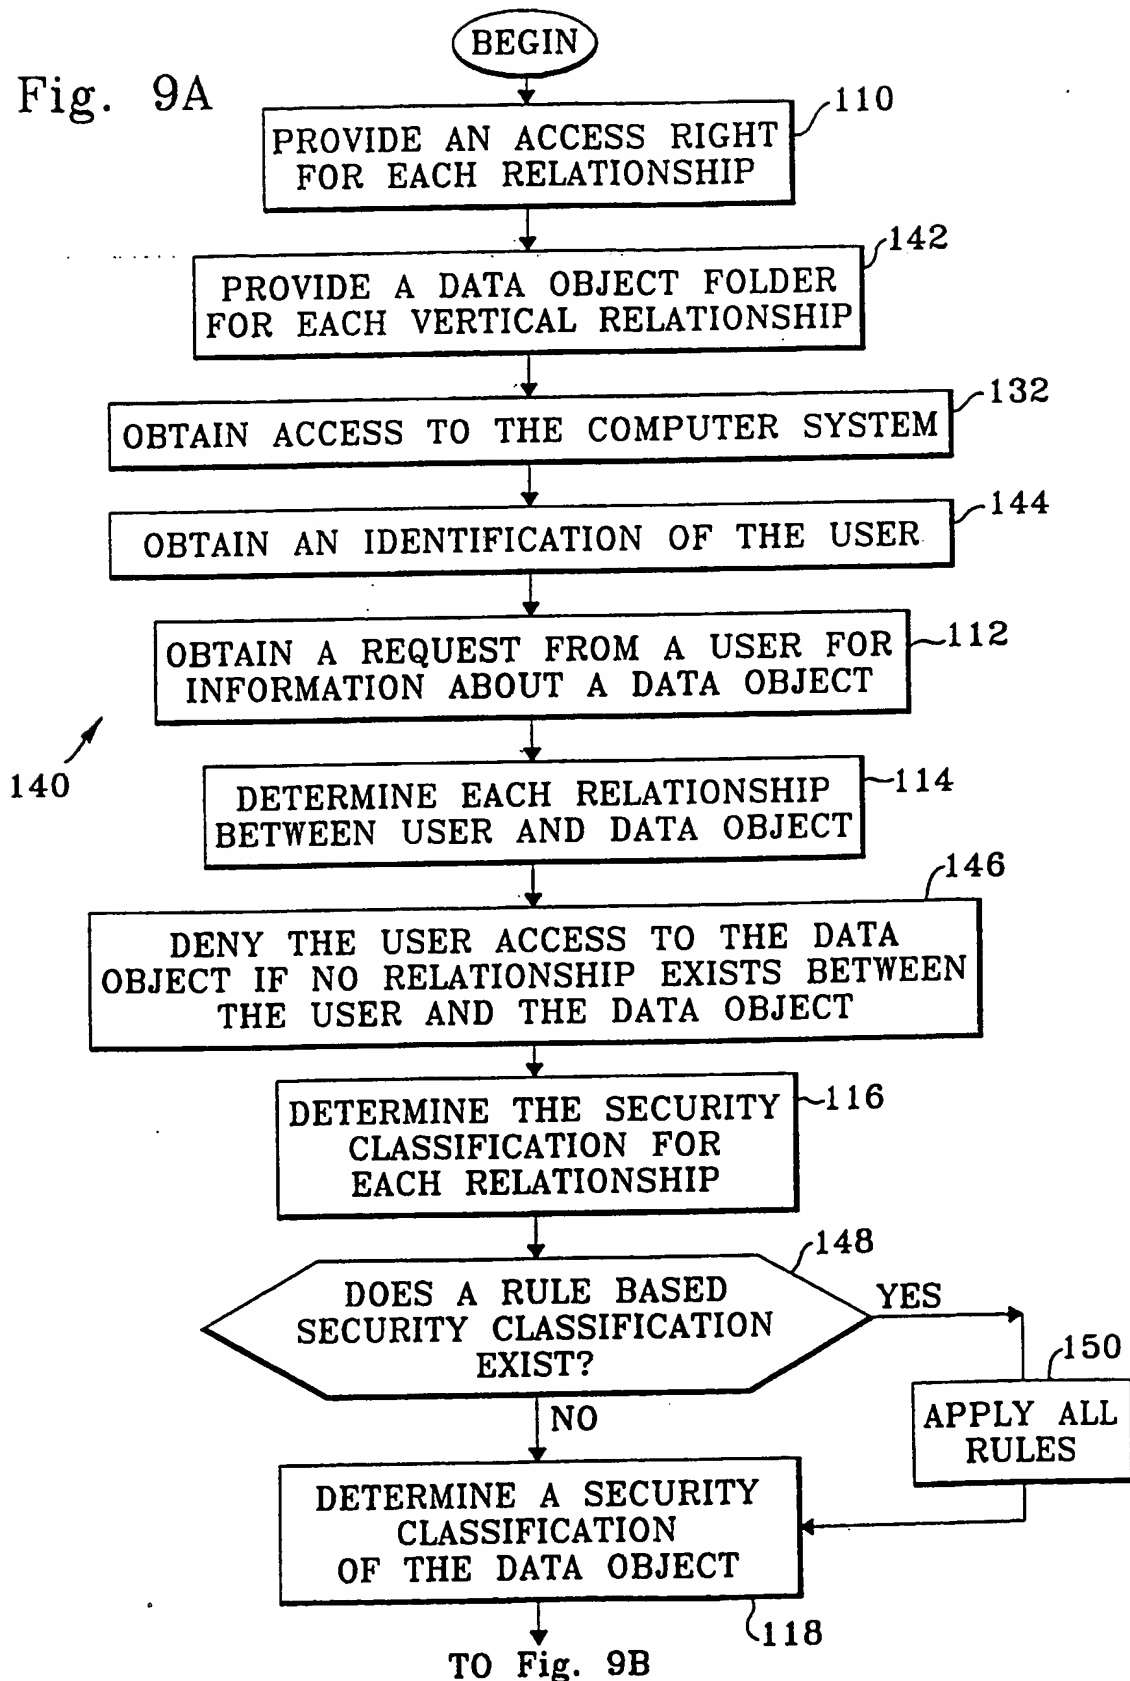 BEGIN
Fig. 9A
110
PROVIDE AN ACCESS RIGHT
FOR EACH RELATIONSHIP
142
PROVIDE A DATA OBJECT FOLDER
FOR EACH VERTICAL RELATIONSHIP
132
OBTAIN ACCESS TO THE COMPUTER SYSTEM
144
OBTAIN AN IDENTIFICATION OF THE USER
112
OBTAIN A REQUEST FROM A USER FOR
INFORMATION ABOUT A DATA OBJECT
140
114
DETERMINE EACH RELATIONSHIP
BETWEEN USER AND DATA OBJECT
146
DENY THE USER ACCESS TO THE DATA
OBJECT IF NO RELATIONSHIP EXISTS BETWEEN
THE USER AND THE DATA OBJECT
116
DETERMINE THE SECURITY
CLASSIFICATION FOR
EACH RELATIONSHIP
148
DOES A RULE BASED
SECURITY CLASSIFICATION
EXIST?
YES
150
APPLY ALL
RULES
NO
DETERMINE A SECURITY
CLASSIFICATION
OF THE DATA OBJECT
118
TO Fig. 9B